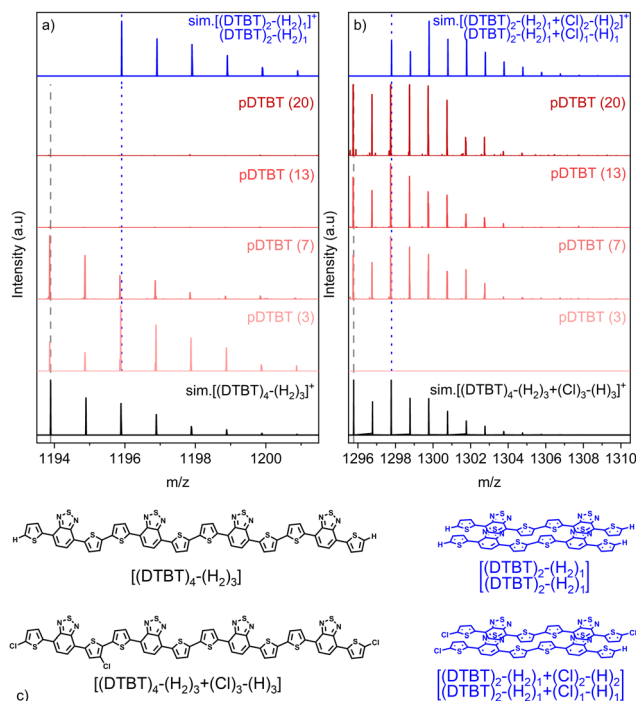 a)
sim.[(DTBT)₂-(H₂)₁]⁺
(DTBT)₂-(H₂)₁
pDTBT (20)
pDTBT (13)
pDTBT (7)
pDTBT (3)
sim.[(DTBT)₄-(H₂)₃]⁺
Intensity (a.u)
1194 1196 1198 1200
m/z
b)
sim.[(DTBT)₂-(H₂)₁+(Cl)₂-(H)₂]⁺
(DTBT)₂-(H₂)₁+(Cl)₁-(H)₁
pDTBT (20)
pDTBT (13)
pDTBT (7)
pDTBT (3)
sim.[(DTBT)₄-(H₂)₃+(Cl)₃-(H)₃]⁺
Intensity (a.u)
1296 1298 1300 1302 1304 1306 1308 1310
m/z
[(DTBT)₄-(H₂)₃]
[(DTBT)₂-(H₂)₁]
[(DTBT)₂-(H₂)₁]
[(DTBT)₄-(H₂)₃+(Cl)₃-(H)₃]
[(DTBT)₂-(H₂)₁+(Cl)₂-(H)₂]
[(DTBT)₂-(H₂)₁+(Cl)₁-(H)₁]
c)